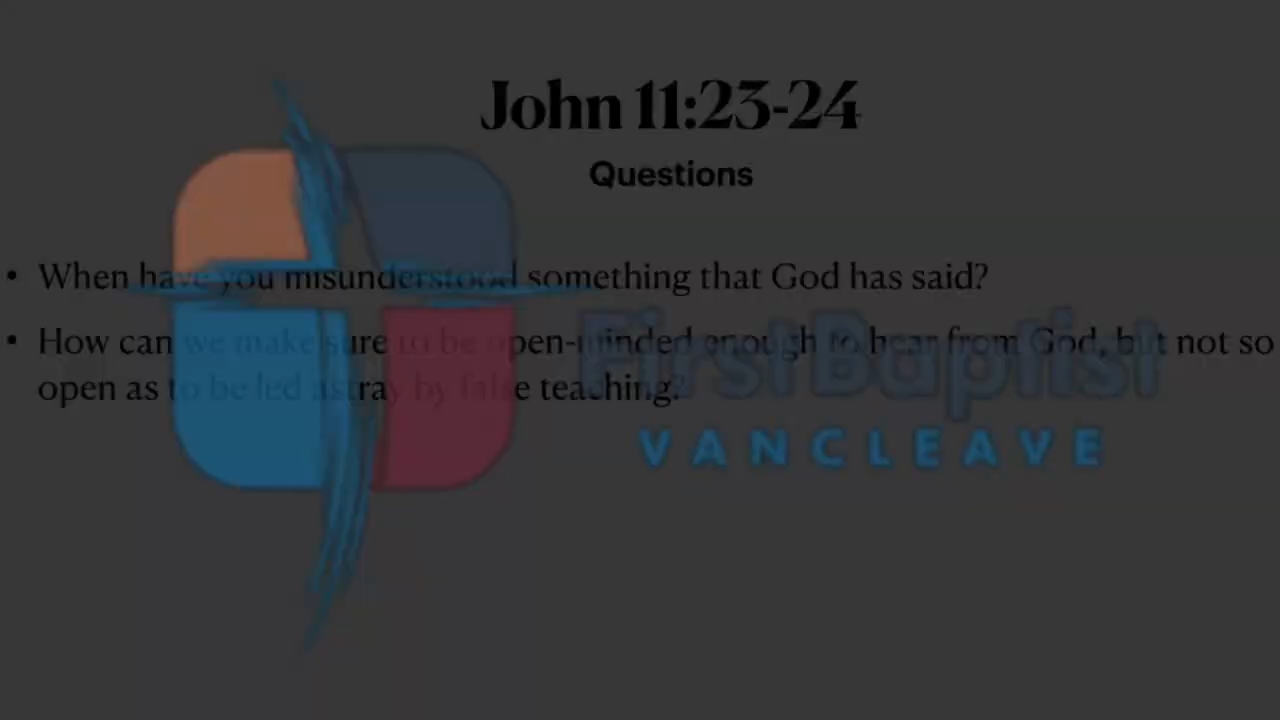 John 11:23-24
Questions
• When have you misunderstood something that God has said?
• How can we make sure to be open-minded enough to hear from God, but not so
open as to be led astray by false teaching?
First Baptist
VANCLEAVE